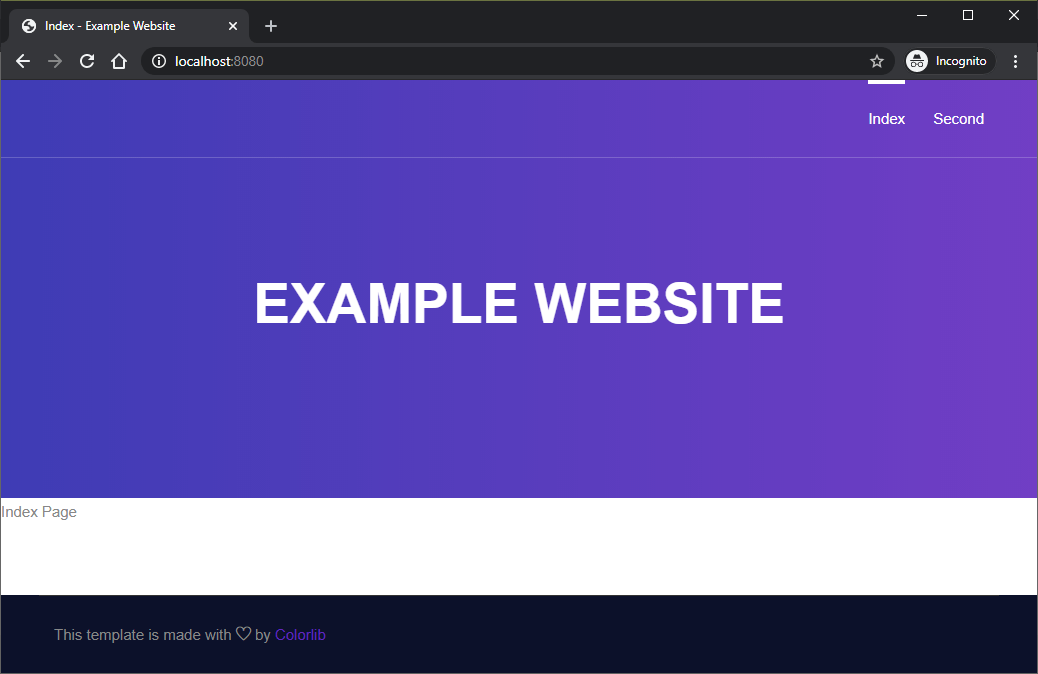 Index - Example Website
localhost:8080
Incognito
Index Second
EXAMPLE WEBSITE
Index Page
This template is made with ♡ by Colorlib